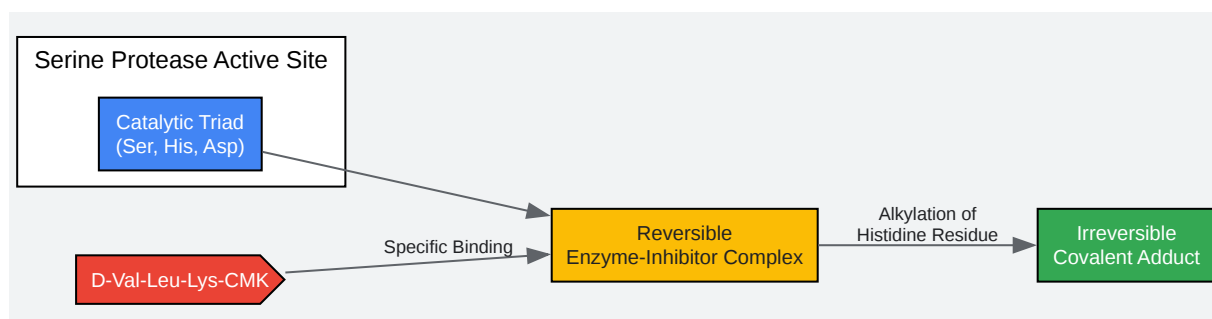 Serine Protease Active Site
Catalytic Triad
(Ser, His, Asp)
D-Val-Leu-Lys-CMK
Specific Binding
Reversible
Enzyme-Inhibitor Complex
Alkylation of
Histidine Residue
Irreversible
Covalent Adduct